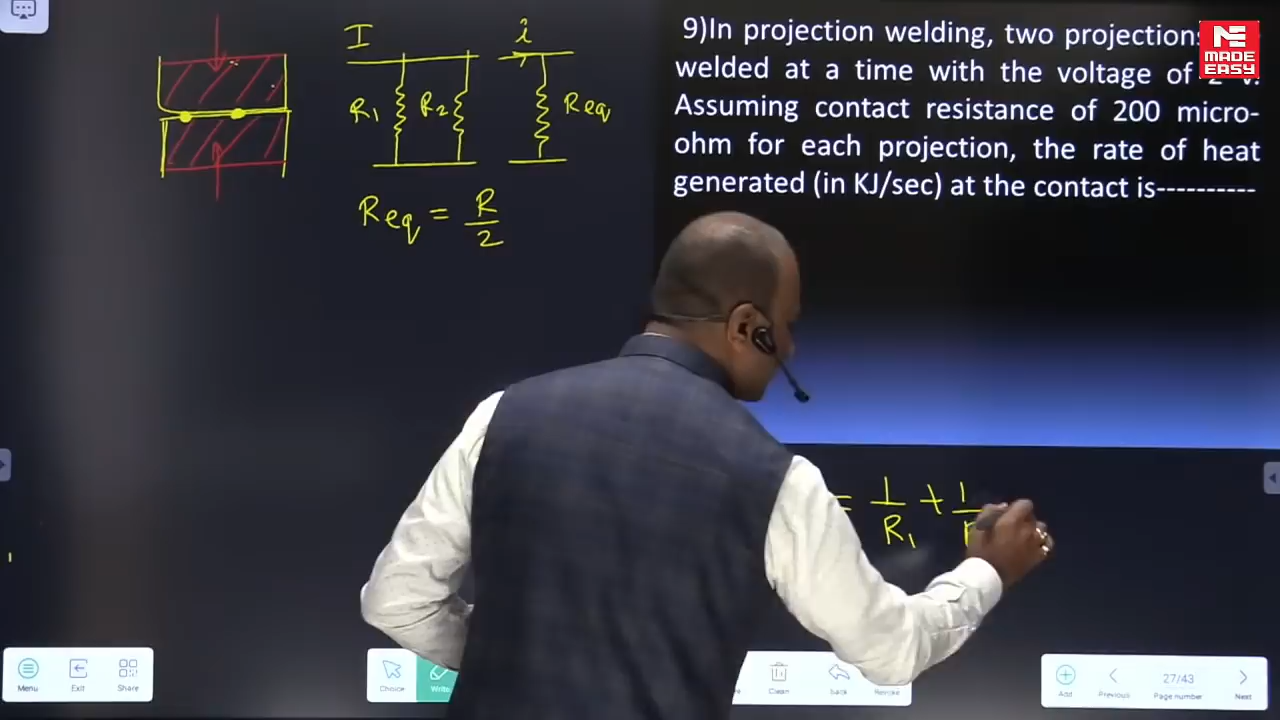 I
i
R1
R2
Req
Req = R/2
9)In projection welding, two projections
welded at a time with the voltage of 2 v.
Assuming contact resistance of 200 micro-
ohm for each projection, the rate of heat
generated (in KJ/sec) at the contact is----------
NE
MADE
EASY
= 1/R1 + 1/
Menu
Exit
Share
Choice
Write
Clean
back
Revoke
Add
Previous
27/43
Page number
Next